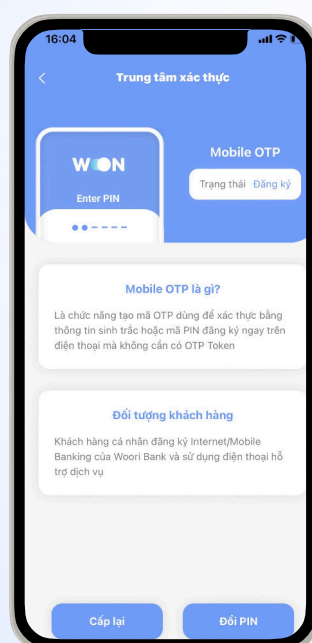 16:04
Trung tâm xác thực
WOON
Enter PIN
Mobile OTP
Trạng thái Đăng ký
Mobile OTP là gì?
Là chức năng tạo mã OTP dùng để xác thực bằng
thông tin sinh trắc hoặc mã PIN đăng ký ngay trên
điện thoại mà không cần có OTP Token
Đối tượng khách hàng
Khách hàng cá nhân đăng ký Internet/Mobile
Banking của Woori Bank và sử dụng điện thoại hỗ
trợ dịch vụ
Cấp lại
Đổi PIN